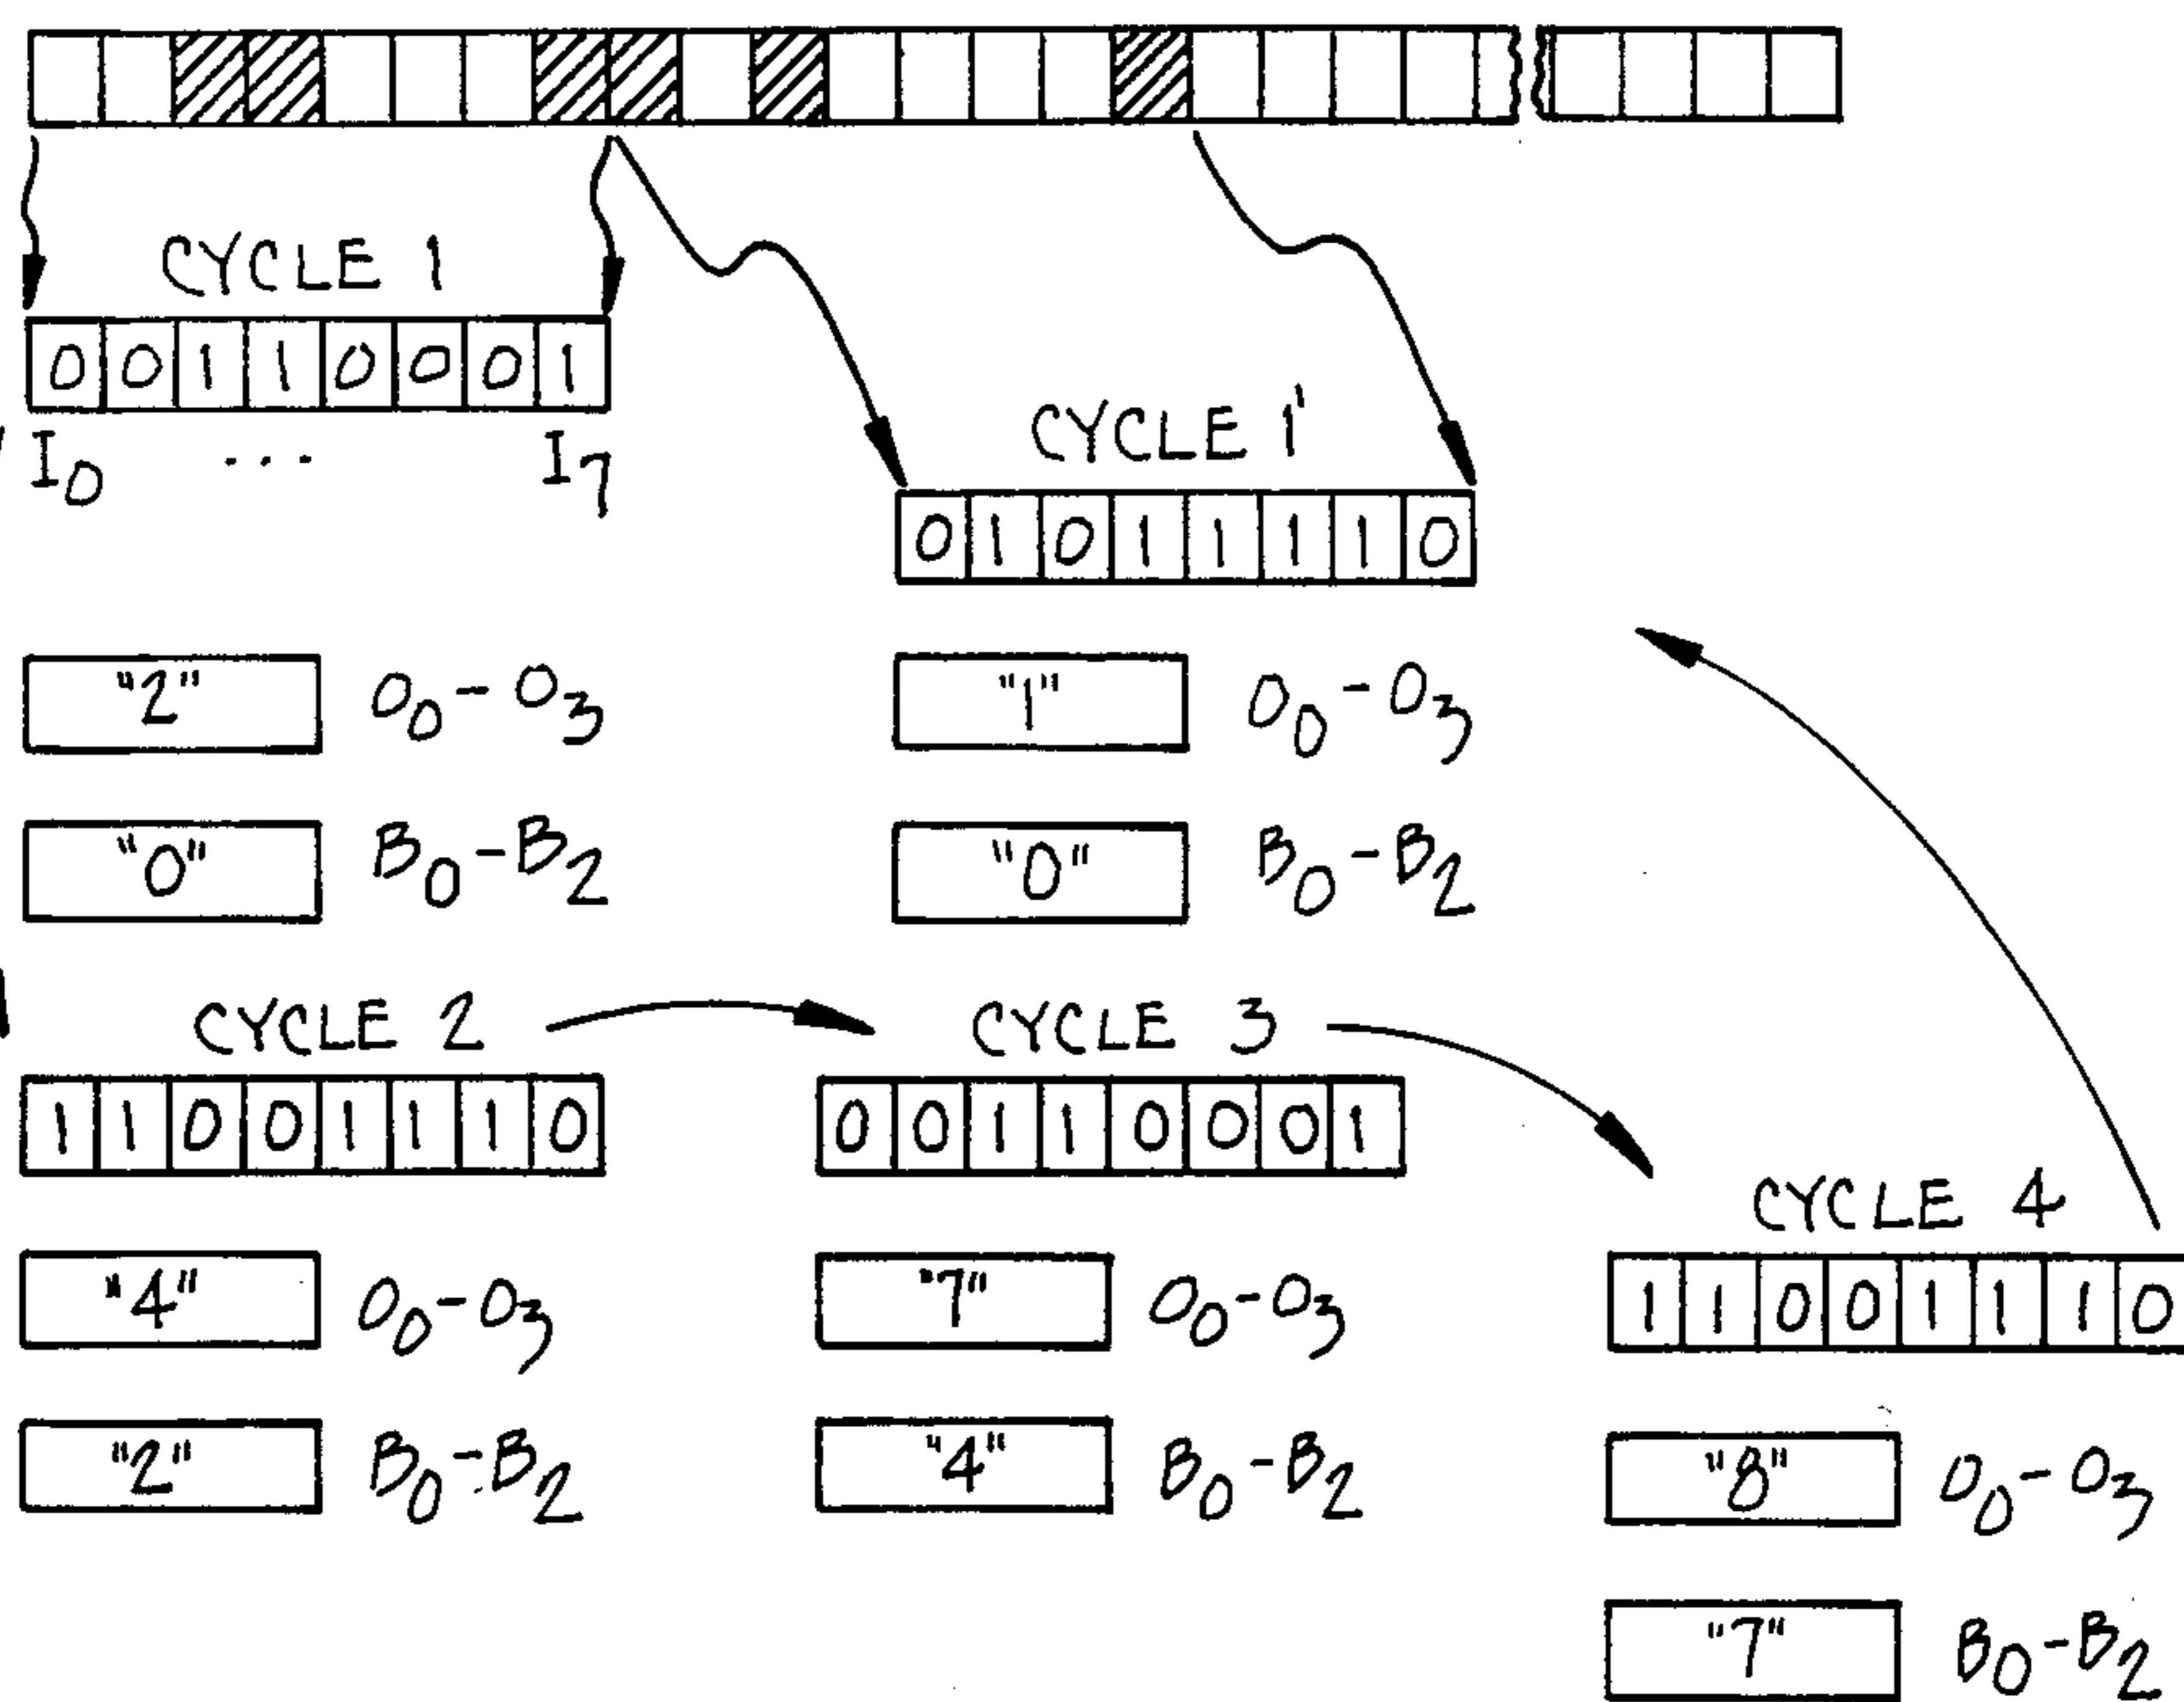 CYCLE 1
0 0 1 1 0 0 0 1
I0 ... I7
CYCLE 1'
0 1 0 1 1 1 1 0
"2" O0-O3
"1" O0-O3
"0" B0-B2
"0" B0-B2
CYCLE 2
CYCLE 3
1 1 0 0 1 1 1 0
0 0 1 1 0 0 0 1
CYCLE 4
"4" O0-O3
"7" O0-O3
1 1 0 0 1 1 1 0
"2" B0-B2
"4" B0-B2
"8" O0-O3
"7" B0-B2